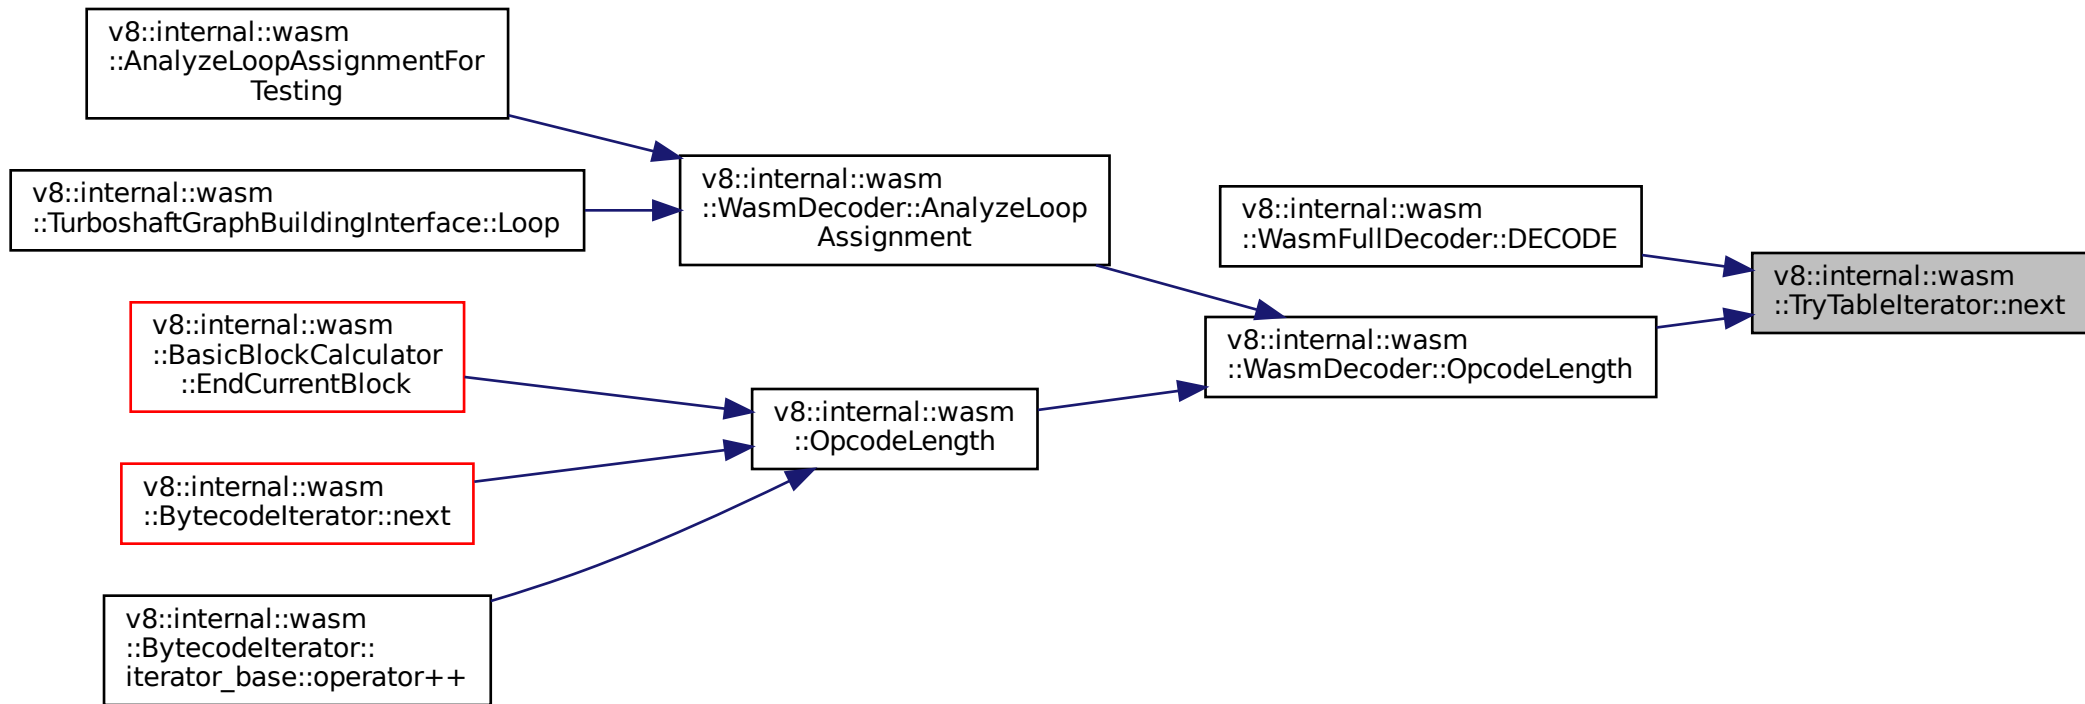 v8::internal::wasm
::AnalyzeLoopAssignmentFor
Testing
v8::internal::wasm
::TurboshaftGraphBuildingInterface::Loop
v8::internal::wasm
::WasmDecoder::AnalyzeLoop
Assignment
v8::internal::wasm
::WasmFullDecoder::DECODE
v8::internal::wasm
::TryTableIterator::next
v8::internal::wasm
::BasicBlockCalculator
::EndCurrentBlock
v8::internal::wasm
::WasmDecoder::OpcodeLength
v8::internal::wasm
::OpcodeLength
v8::internal::wasm
::BytecodeIterator::next
v8::internal::wasm
::BytecodeIterator::
iterator_base::operator++